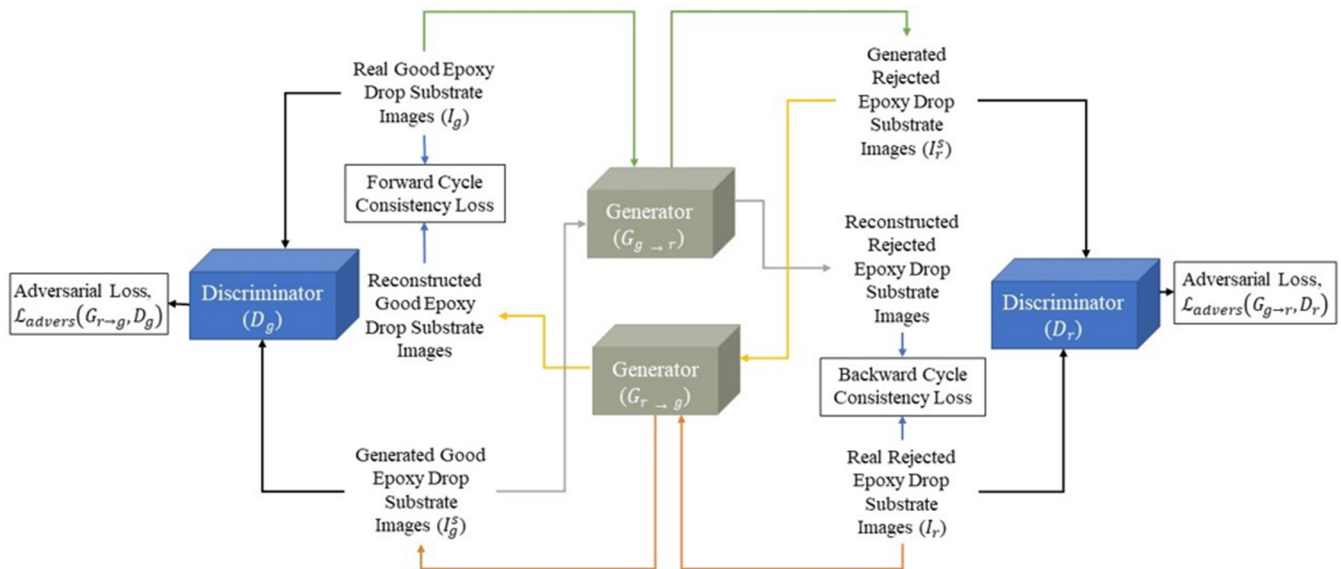 Real Good Epoxy
Drop Substrate
Images (I_g)
Forward Cycle
Consistency Loss
Adversarial Loss,
ℒ_advers(G_r→g, D_g)
Discriminator
(D_g)
Reconstructed
Good Epoxy
Drop Substrate
Images
Generated Good
Epoxy Drop
Substrate
Images (I_g^s)
Generator
(G_g → r)
Generator
(G_r → g)
Generated
Rejected
Epoxy Drop
Substrate
Images (I_r^s)
Reconstructed
Rejected
Epoxy Drop
Substrate
Images
Backward Cycle
Consistency Loss
Real Rejected
Epoxy Drop
Substrate
Images (I_r)
Discriminator
(D_r)
Adversarial Loss,
ℒ_advers(G_g→r, D_r)